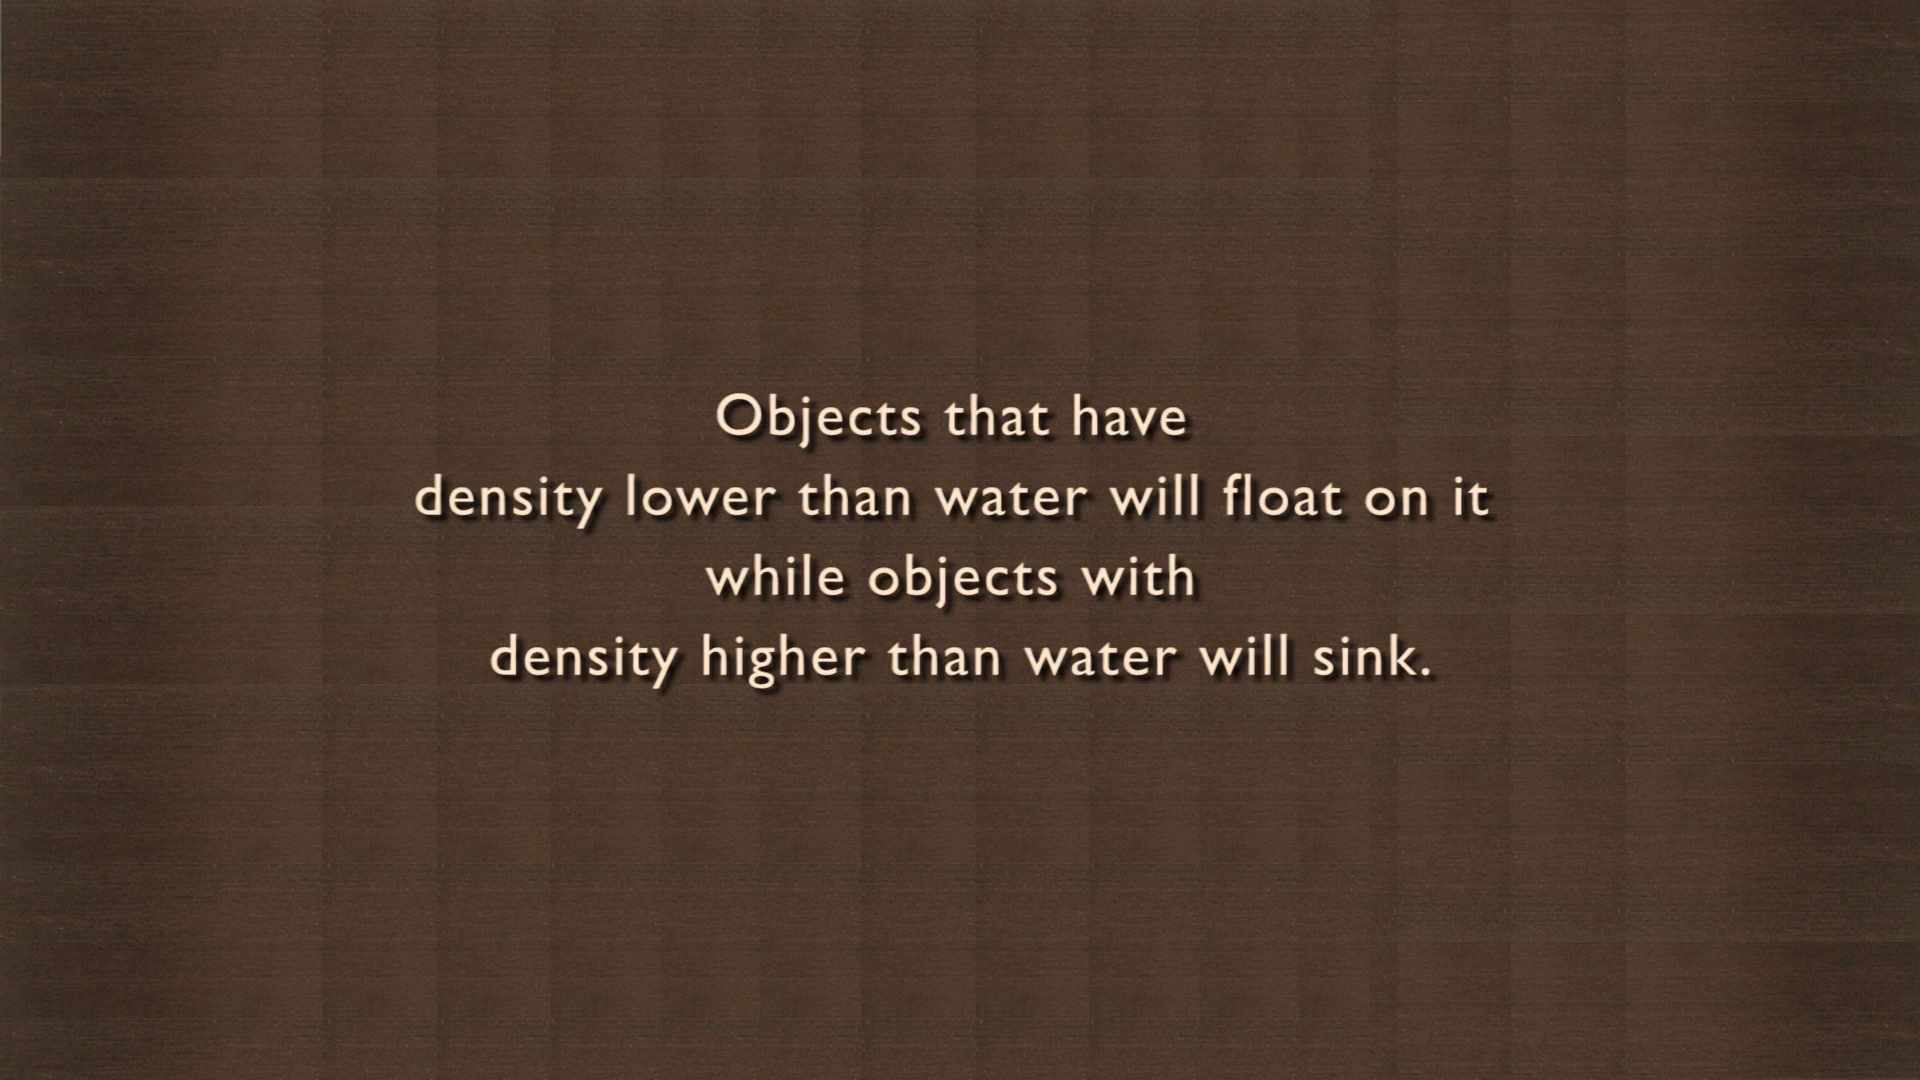 Objects that have
density lower than water will float on it
while objects with
density higher than water will sink.